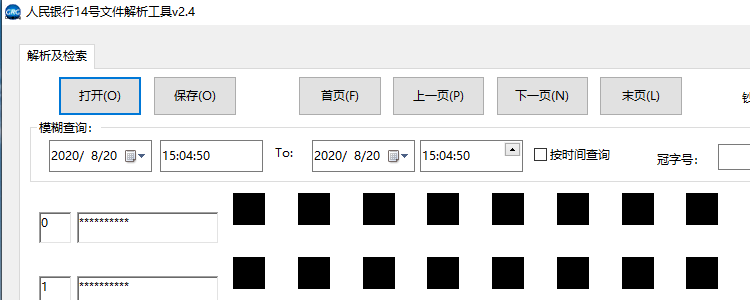 人民银行14号文件解析工具v2.4
解析及检索
打开(O) 保存(O) 首页(F) 上一页(P) 下一页(N) 末页(L)
模糊查询:
2020/ 8/20 15:04:50 To: 2020/ 8/20 15:04:50 按时间查询 冠字号:
0 **********
1 **********